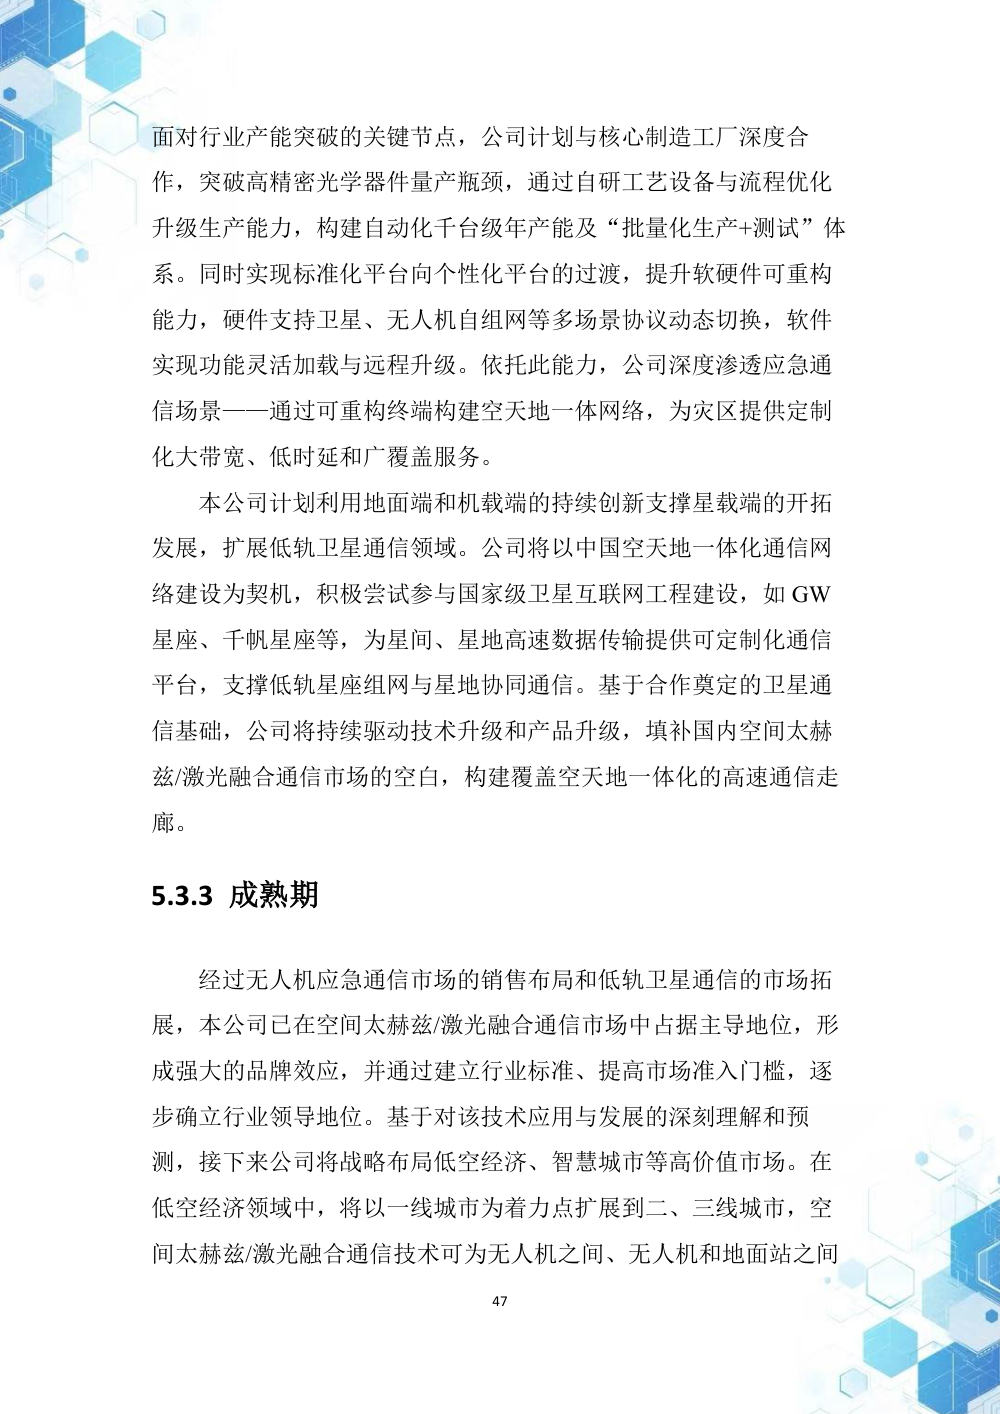 面对行业产能突破的关键节点，公司计划与核心制造工厂深度合
作，突破高精密光学器件量产瓶颈，通过自研工艺设备与流程优化
升级生产能力，构建自动化千台级年产能及“批量化生产+测试”体
系。同时实现标准化平台向个性化平台的过渡，提升软硬件可重构
能力，硬件支持卫星、无人机自组网等多场景协议动态切换，软件
实现功能灵活加载与远程升级。依托此能力，公司深度渗透应急通
信场景——通过可重构终端构建空天地一体网络，为灾区提供定制
化大带宽、低时延和广覆盖服务。
本公司计划利用地面端和机载端的持续创新支撑星载端的开拓
发展，扩展低轨卫星通信领域。公司将以中国空天地一体化通信网
络建设为契机，积极尝试参与国家级卫星互联网工程建设，如 GW
星座、千帆星座等，为星间、星地高速数据传输提供可定制化通信
平台，支撑低轨星座组网与星地协同通信。基于合作奠定的卫星通
信基础，公司将持续驱动技术升级和产品升级，填补国内空间太赫
兹/激光融合通信市场的空白，构建覆盖空天地一体化的高速通信走
廊。
5.3.3 成熟期
经过无人机应急通信市场的销售布局和低轨卫星通信的市场拓
展，本公司已在空间太赫兹/激光融合通信市场中占据主导地位，形
成强大的品牌效应，并通过建立行业标准、提高市场准入门槛，逐
步确立行业领导地位。基于对该技术应用与发展的深刻理解和预
测，接下来公司将战略布局低空经济、智慧城市等高价值市场。在
低空经济领域中，将以一线城市为着力点扩展到二、三线城市，空
间太赫兹/激光融合通信技术可为无人机之间、无人机和地面站之间
47